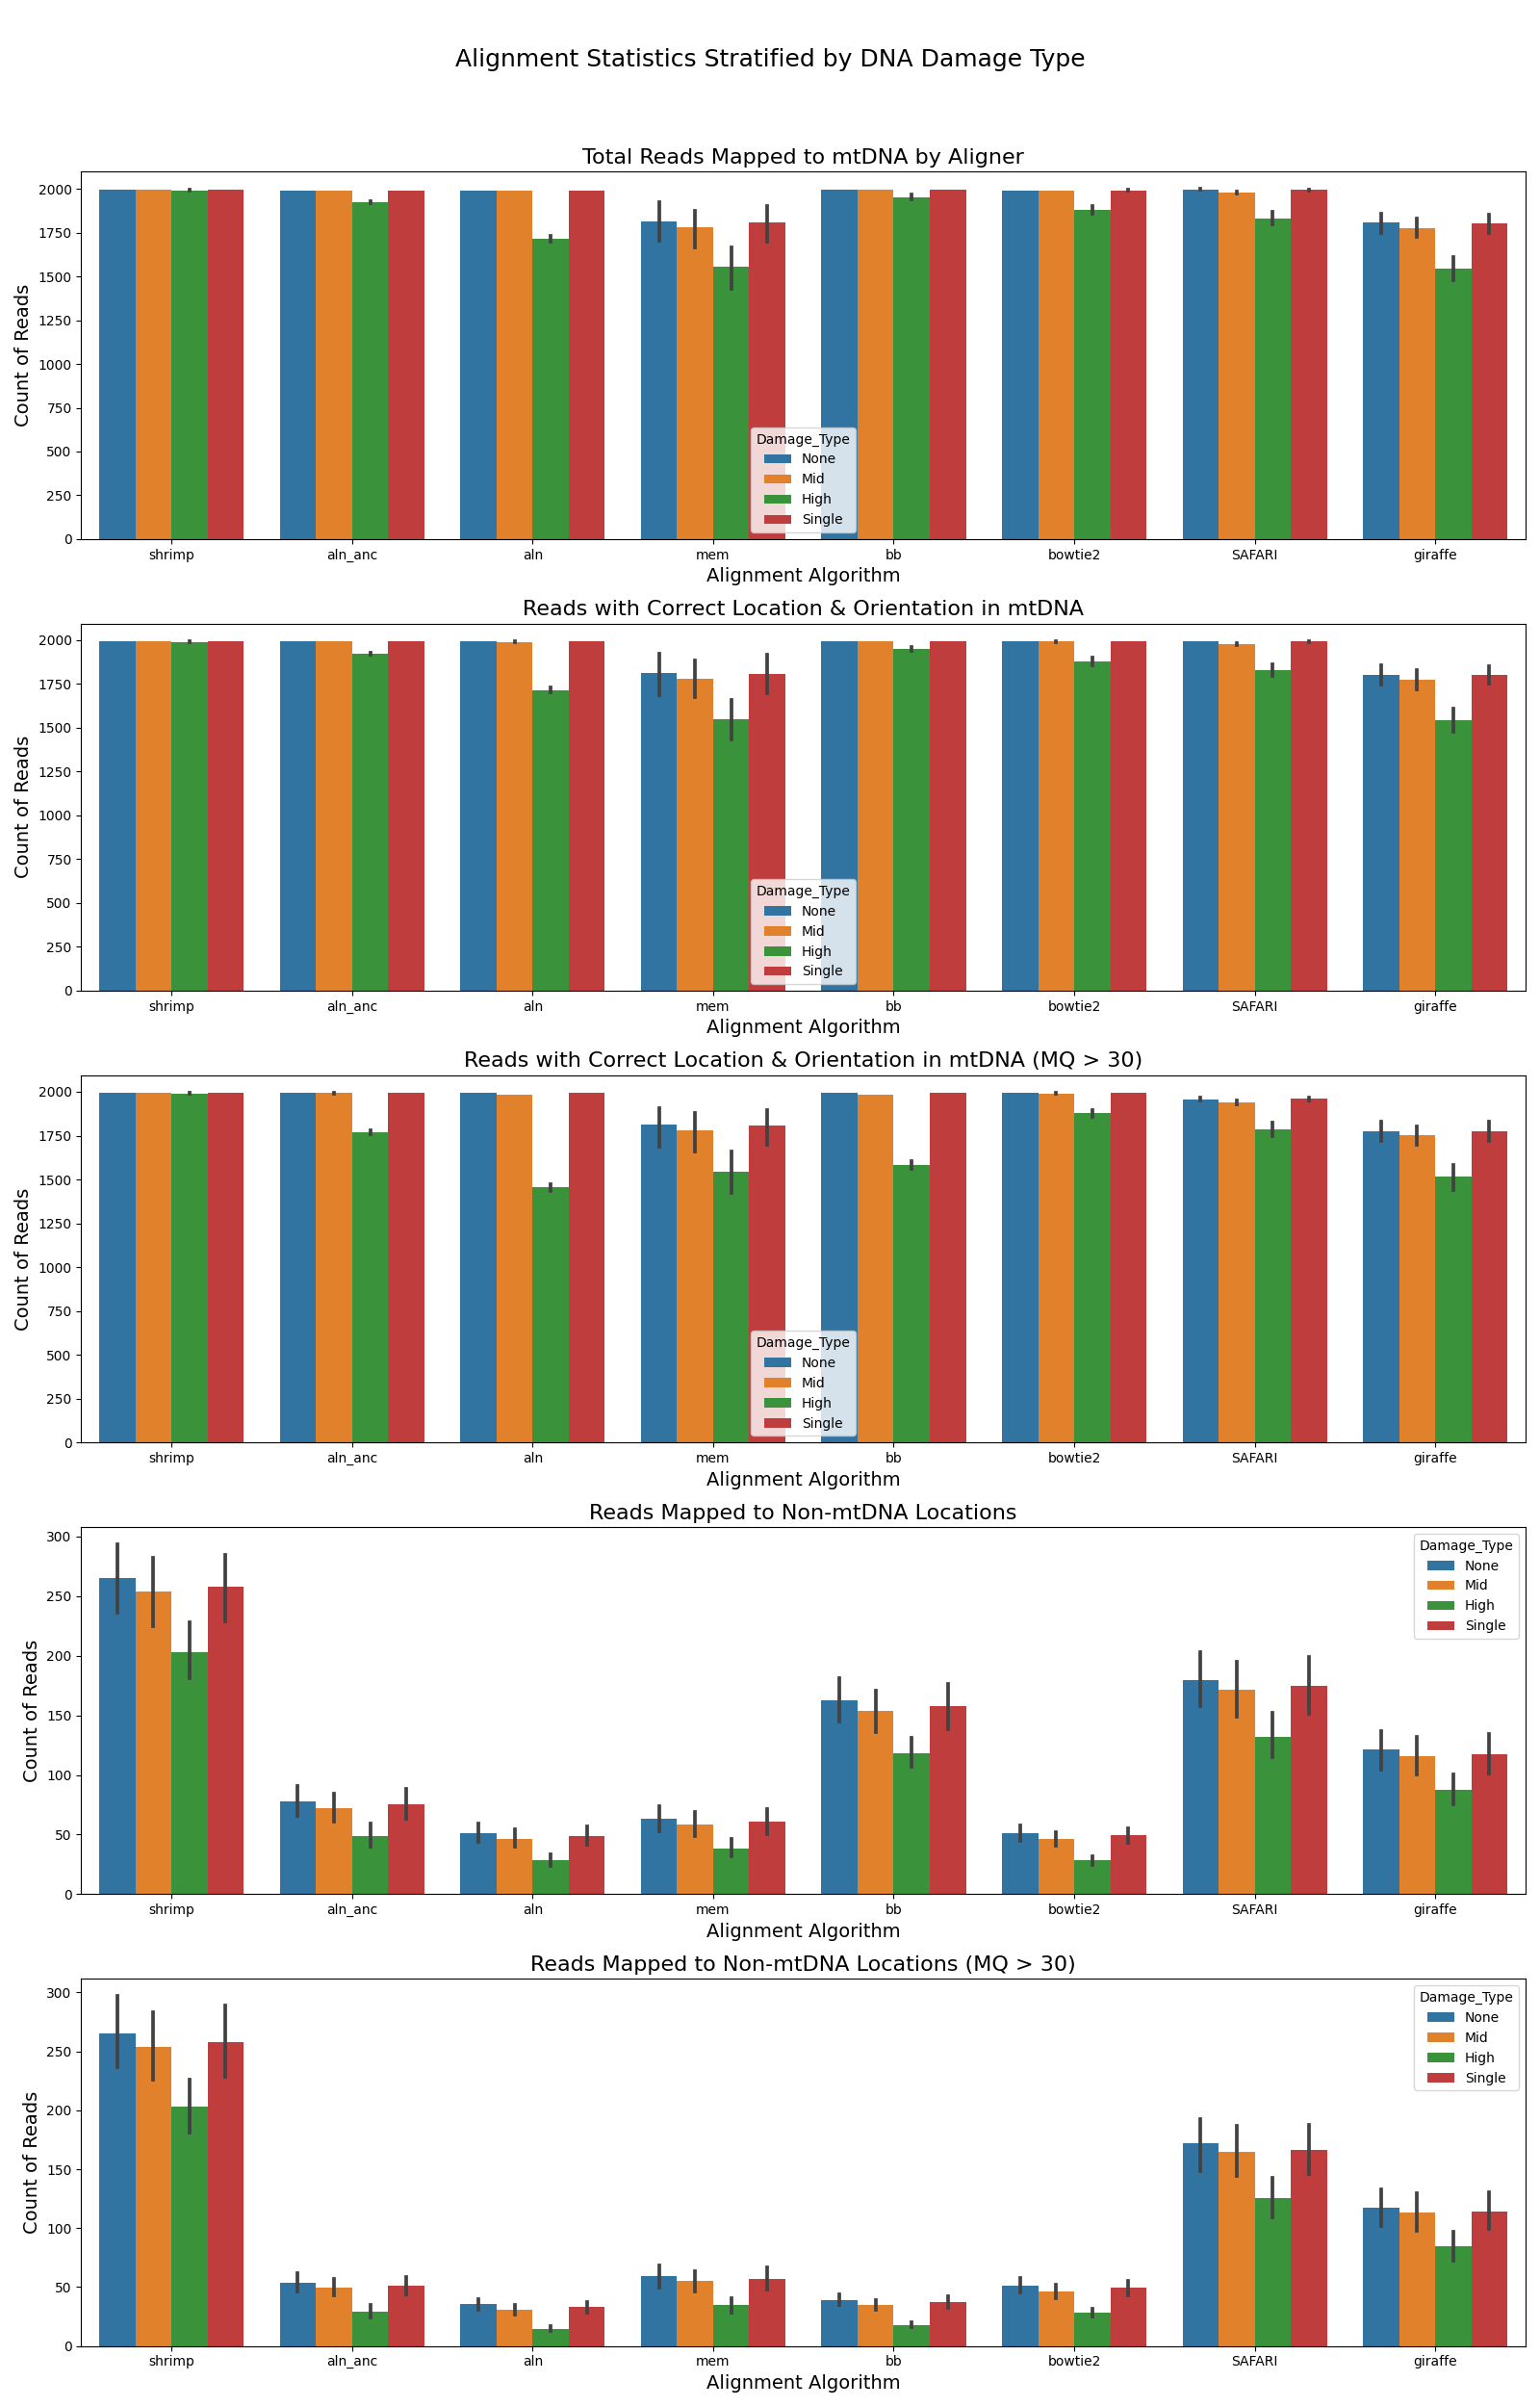 Alignment Statistics Stratified by DNA Damage Type
Total Reads Mapped to mtDNA by Aligner
Count of Reads
2000
1750
1500
1250
1000
750
500
250
0
Damage_Type
None
Mid
High
Single
shrimp aln_anc aln mem bb bowtie2 SAFARI giraffe
Alignment Algorithm
Reads with Correct Location & Orientation in mtDNA
Count of Reads
2000
1750
1500
1250
1000
750
500
250
0
Damage_Type
None
Mid
High
Single
shrimp aln_anc aln mem bb bowtie2 SAFARI giraffe
Alignment Algorithm
Reads with Correct Location & Orientation in mtDNA (MQ > 30)
Count of Reads
2000
1750
1500
1250
1000
750
500
250
0
Damage_Type
None
Mid
High
Single
shrimp aln_anc aln mem bb bowtie2 SAFARI giraffe
Alignment Algorithm
Reads Mapped to Non-mtDNA Locations
Count of Reads
300
250
200
150
100
50
0
Damage_Type
None
Mid
High
Single
shrimp aln_anc aln mem bb bowtie2 SAFARI giraffe
Alignment Algorithm
Reads Mapped to Non-mtDNA Locations (MQ > 30)
Count of Reads
300
250
200
150
100
50
0
Damage_Type
None
Mid
High
Single
shrimp aln_anc aln mem bb bowtie2 SAFARI giraffe
Alignment Algorithm